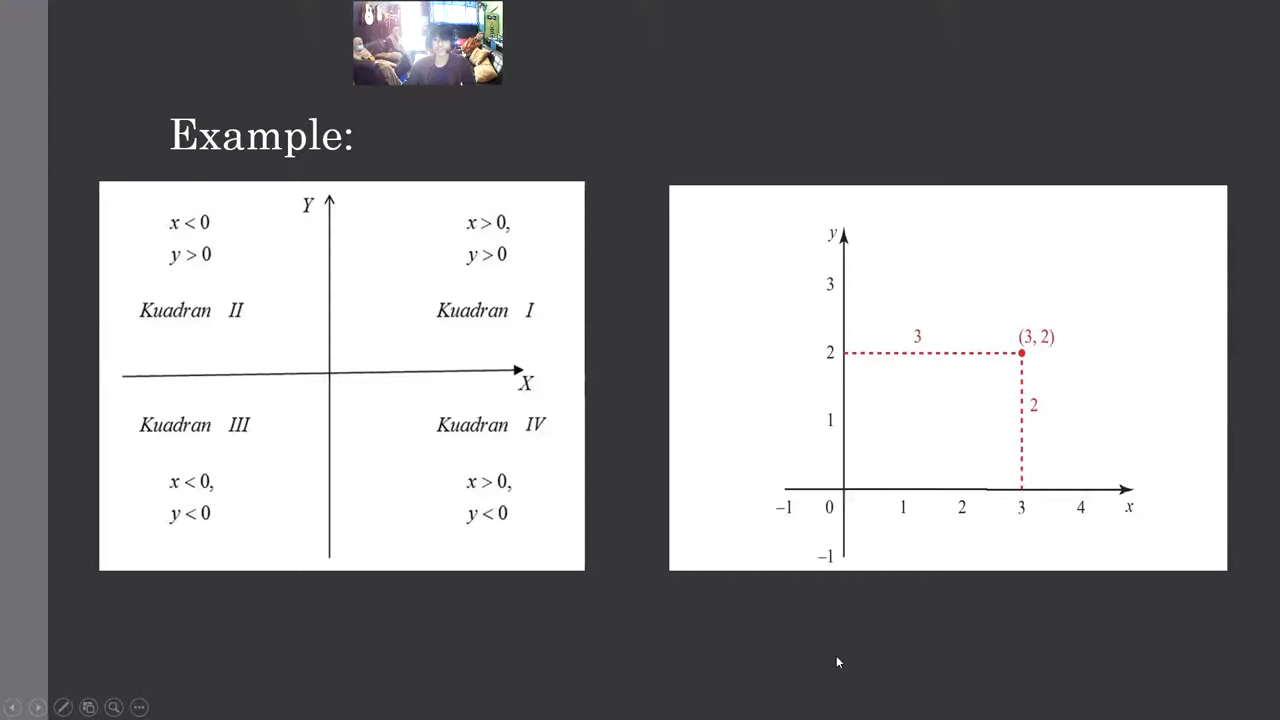 Example:
Y
x < 0
y > 0
x > 0,
y > 0
Kuadran II
Kuadran I
X
Kuadran III
Kuadran IV
x < 0,
y < 0
x > 0,
y < 0
y
3
3
(3, 2)
2
2
1
–1
0
1
2
3
4
x
–1